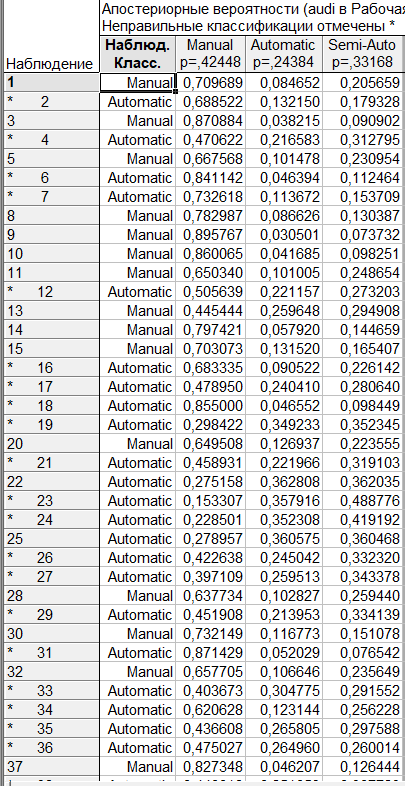 Апостериорные вероятности (audi в Рабочая
Неправильные классификации отмечены *
Наблюдение Наблюд. Класс. Manual p=,42448 Automatic p=,24384 Semi-Auto p=,33168
1 Manual 0,709689 0,084652 0,205659
* 2 Automatic 0,688522 0,132150 0,179328
3 Manual 0,870884 0,038215 0,090902
* 4 Automatic 0,470622 0,216583 0,312795
5 Manual 0,667568 0,101478 0,230954
* 6 Automatic 0,841142 0,046394 0,112464
* 7 Automatic 0,732618 0,113672 0,153709
8 Manual 0,782987 0,086626 0,130387
9 Manual 0,895767 0,030501 0,073732
10 Manual 0,860065 0,041685 0,098251
11 Manual 0,650340 0,101005 0,248654
* 12 Automatic 0,505639 0,221157 0,273203
13 Manual 0,445444 0,259648 0,294908
14 Manual 0,797421 0,057920 0,144659
15 Manual 0,703073 0,131520 0,165407
* 16 Automatic 0,683335 0,090522 0,226142
* 17 Automatic 0,478950 0,240410 0,280640
* 18 Automatic 0,855000 0,046552 0,098449
* 19 Automatic 0,298422 0,349233 0,352345
20 Manual 0,649508 0,126937 0,223555
* 21 Automatic 0,458931 0,221966 0,319103
22 Automatic 0,275158 0,362808 0,362035
* 23 Automatic 0,153307 0,357916 0,488776
* 24 Automatic 0,228501 0,352308 0,419192
25 Automatic 0,278957 0,360575 0,360468
* 26 Automatic 0,422638 0,245042 0,332320
* 27 Automatic 0,397109 0,259513 0,343378
28 Manual 0,637734 0,102827 0,259440
* 29 Automatic 0,451908 0,213953 0,334139
30 Manual 0,732149 0,116773 0,151078
* 31 Automatic 0,871429 0,052029 0,076542
32 Manual 0,657705 0,106646 0,235649
* 33 Automatic 0,403673 0,304775 0,291552
* 34 Automatic 0,620628 0,123144 0,256228
* 35 Automatic 0,436608 0,265805 0,297588
* 36 Automatic 0,475027 0,264960 0,260014
37 Manual 0,827348 0,046207 0,126444